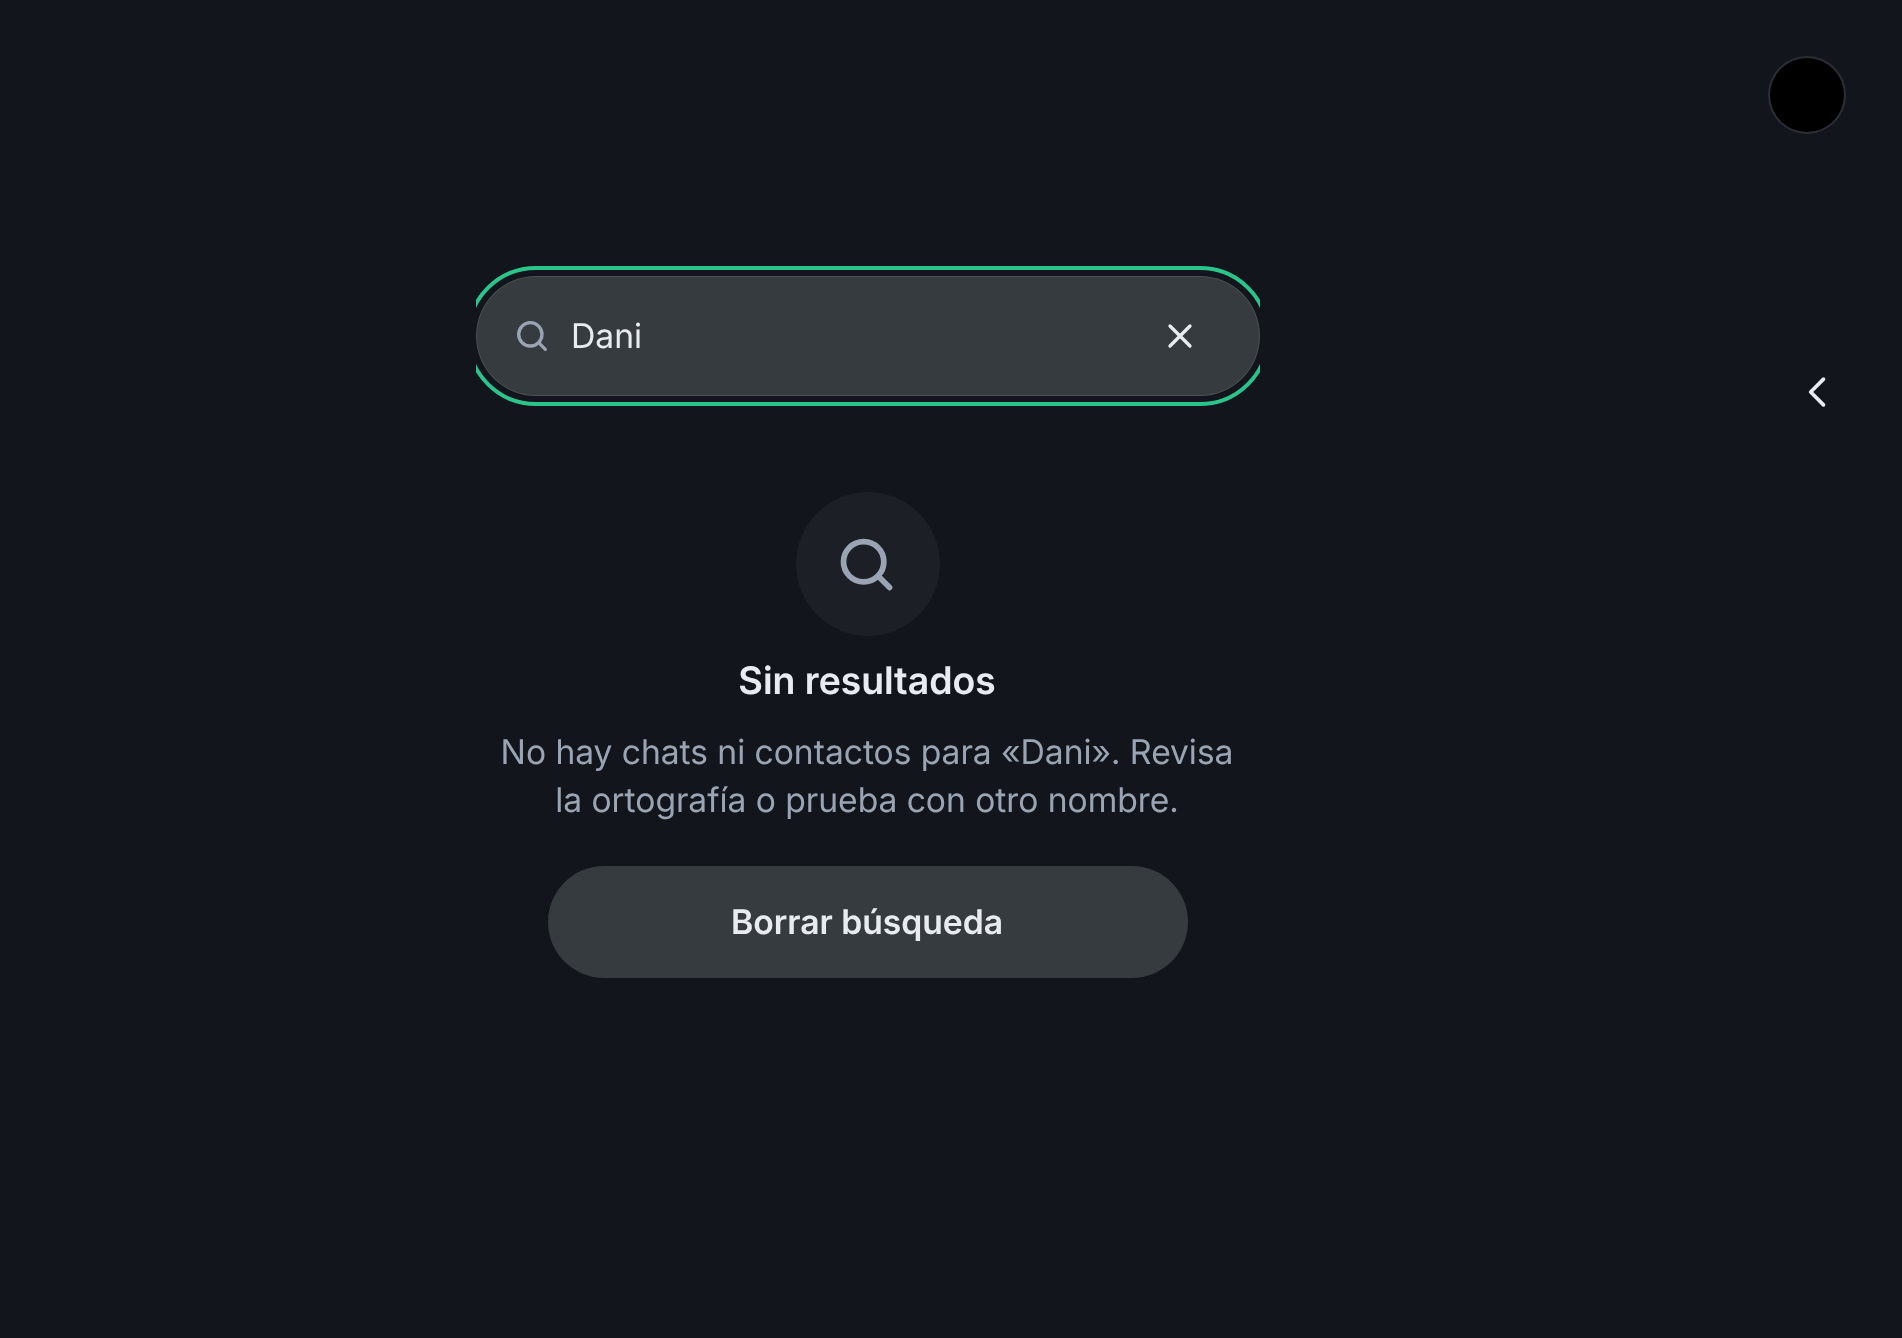 Dani
Sin resultados
No hay chats ni contactos para «Dani». Revisa
la ortografía o prueba con otro nombre.
Borrar búsqueda